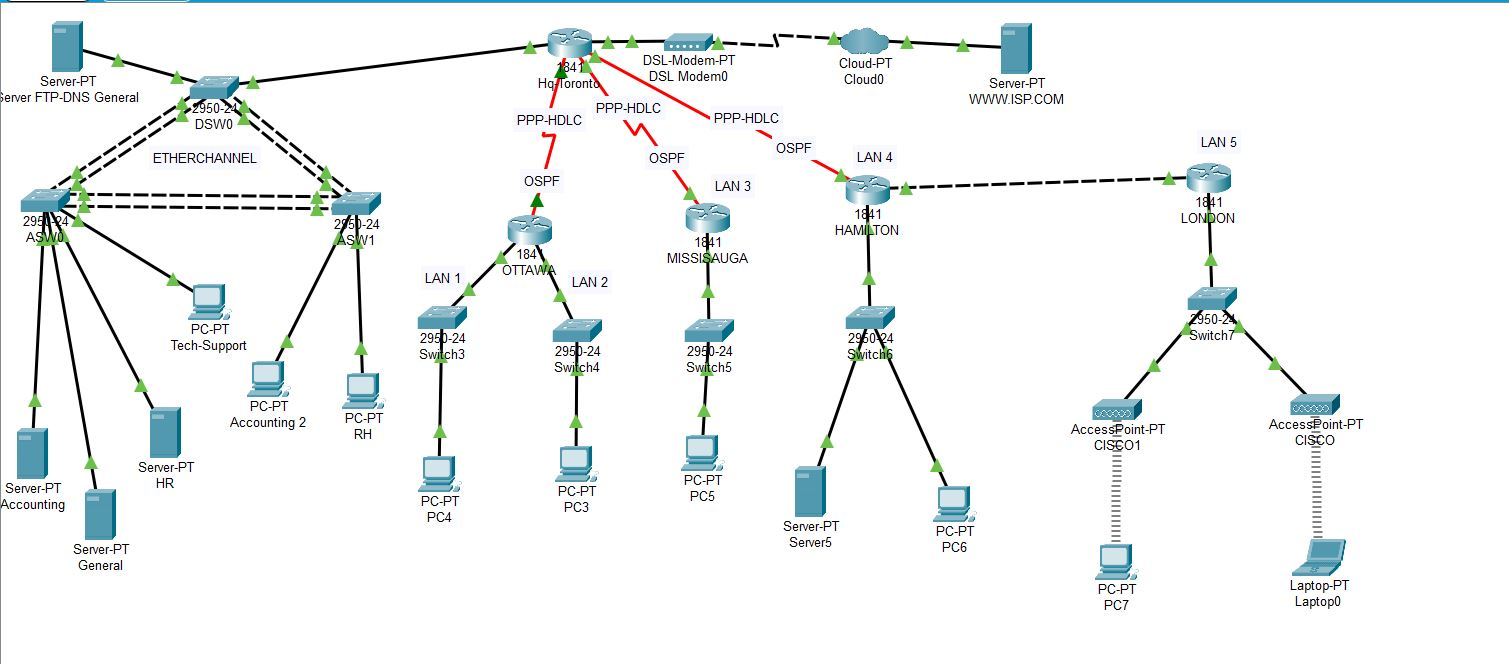 Server-PT
Server FTP-DNS General
2950-24
DSW0
1841
Hq-Toronto
DSL-Modem-PT
DSL Modem0
Cloud-PT
Cloud0
Server-PT
WWW.ISP.COM
PPP-HDLC
PPP-HDLC
PPP-HDLC
ETHERCHANNEL
OSPF
OSPF
OSPF
LAN 4
LAN 5
LAN 3
2950-24
ASW0
2950-24
ASW1
1841
OTTAWA
1841
MISSISAUGA
1841
HAMILTON
1841
LONDON
LAN 1
LAN 2
PC-PT
Tech-Support
2950-24
Switch3
2950-24
Switch4
2950-24
Switch5
2950-24
Switch6
2950-24
Switch7
PC-PT
Accounting 2
PC-PT
RH
AccessPoint-PT
CISCO1
AccessPoint-PT
CISCO
Server-PT
Accounting
Server-PT
HR
Server-PT
General
PC-PT
PC4
PC-PT
PC3
PC-PT
PC5
Server-PT
Server5
PC-PT
PC6
PC-PT
PC7
Laptop-PT
Laptop0